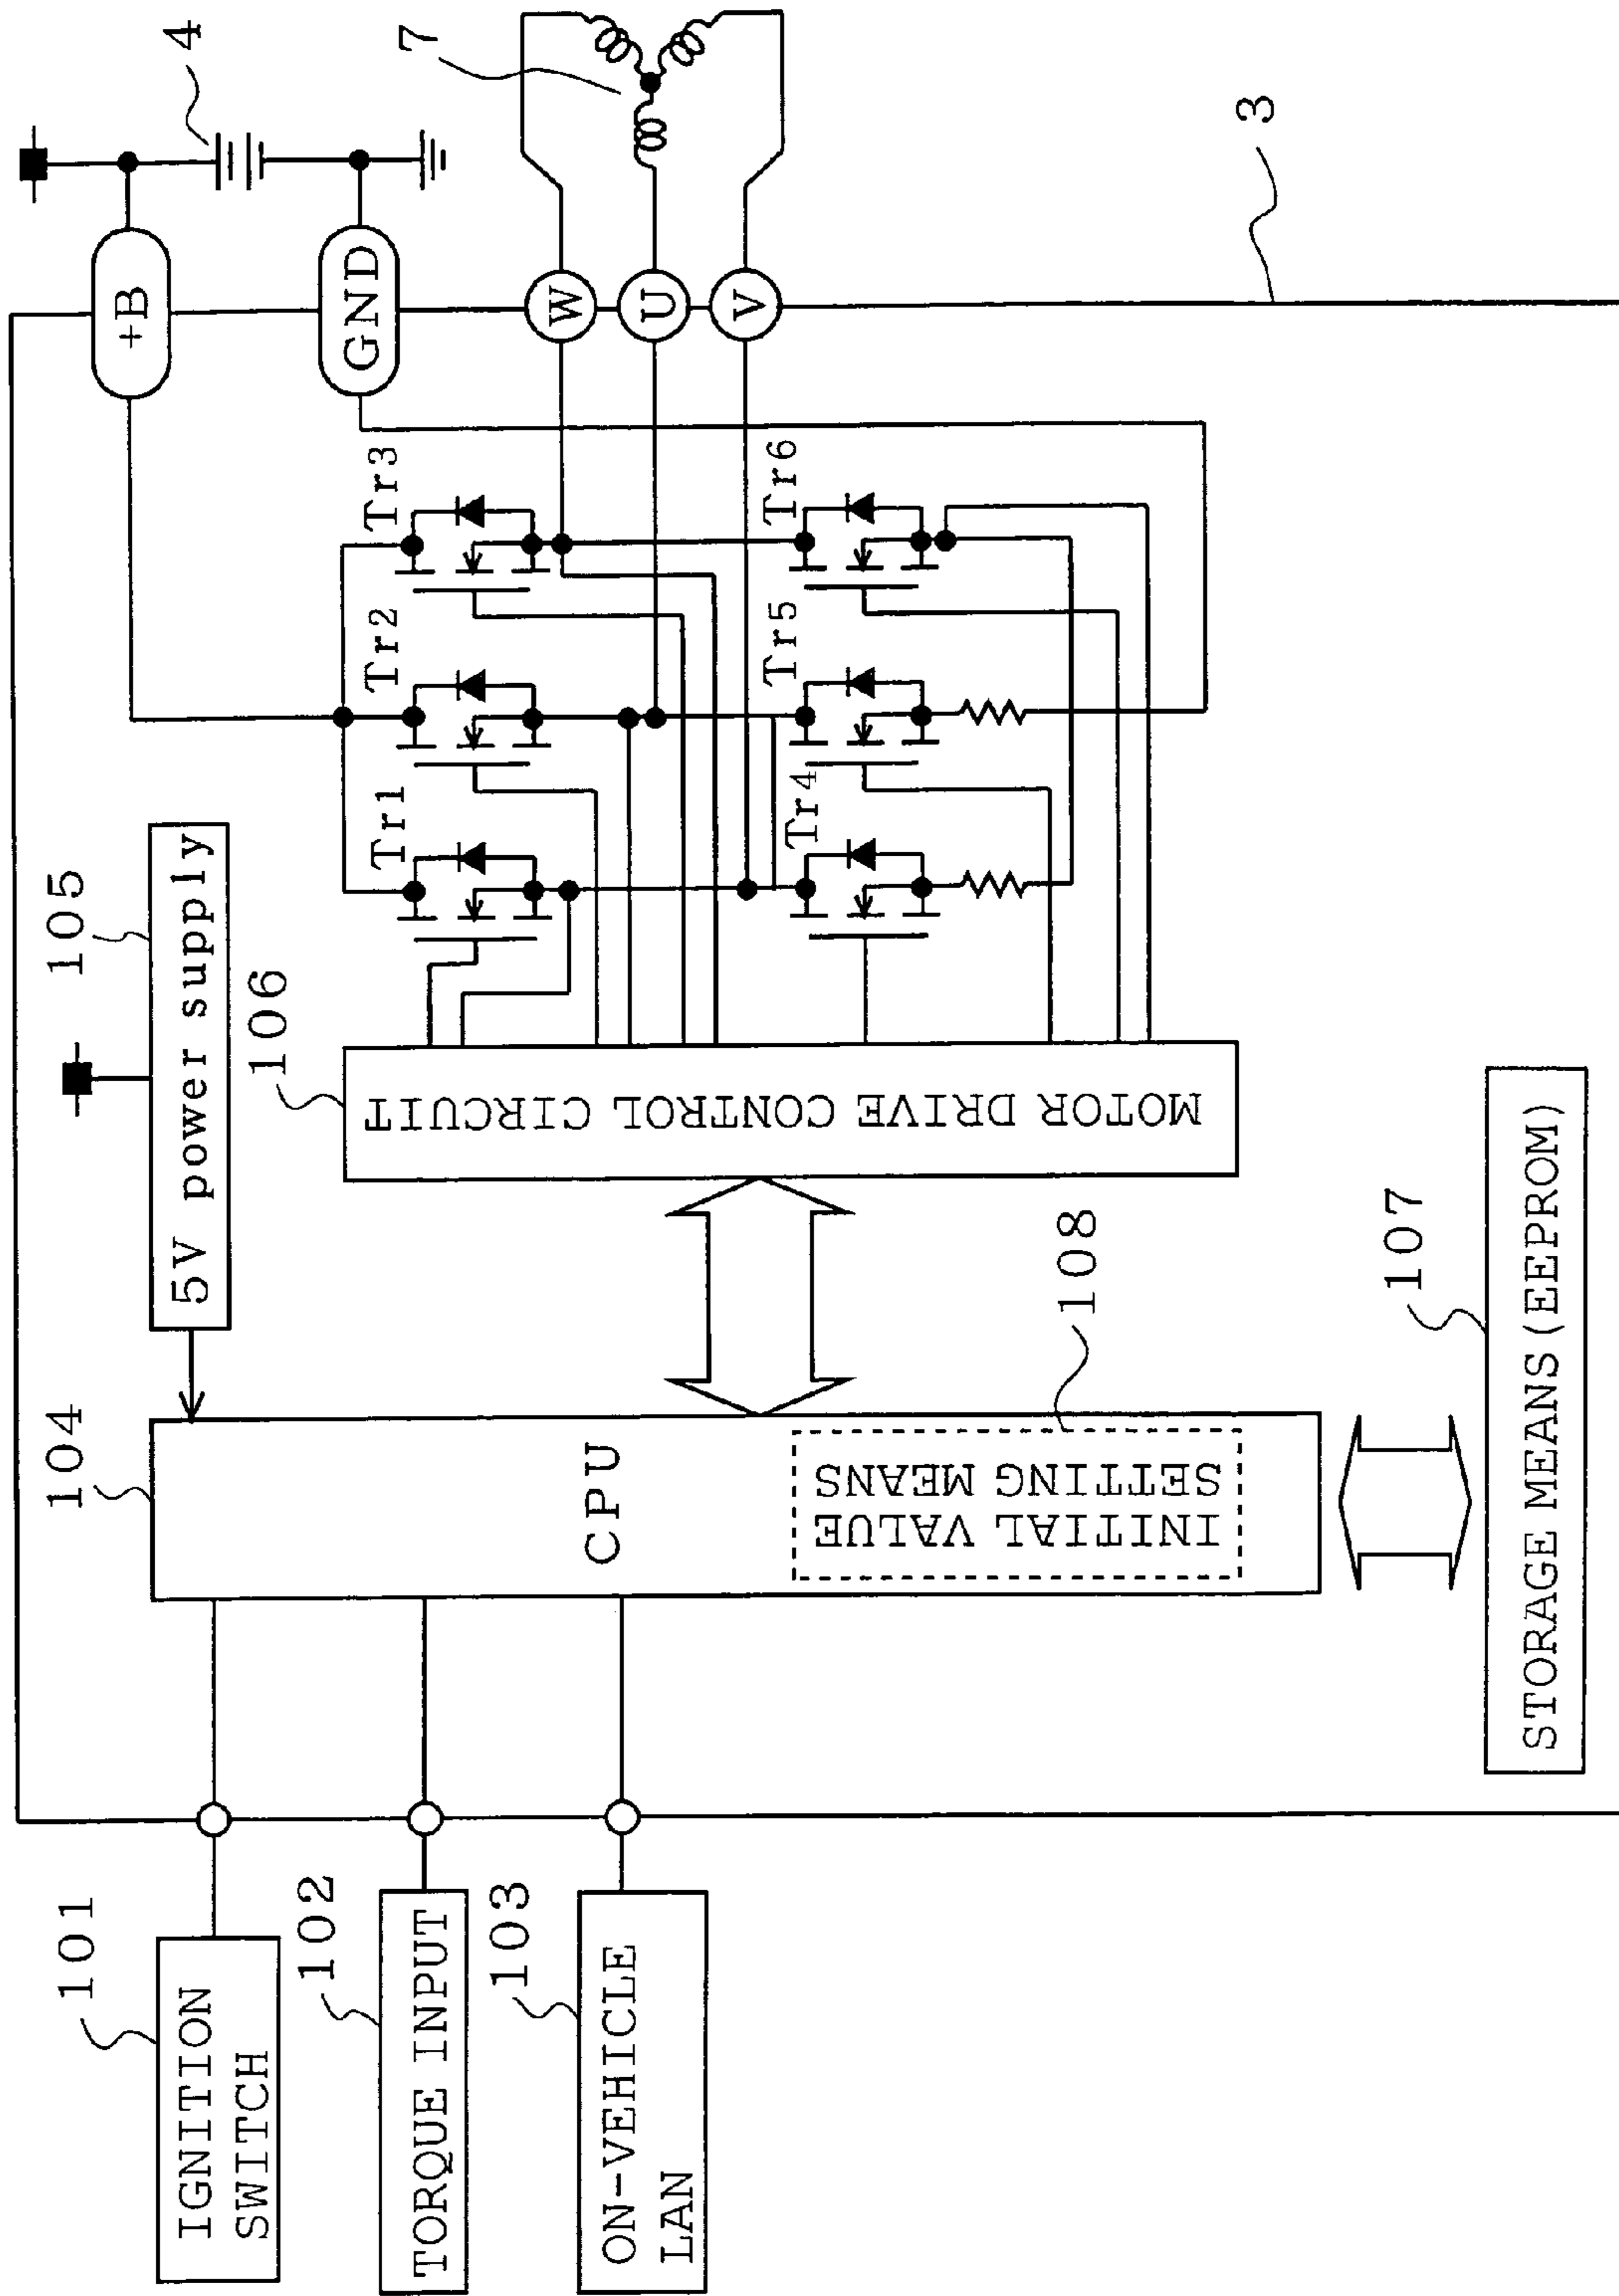 101
IGNITION
SWITCH
102
TORQUE INPUT
103
ON-VEHICLE
LAN
104
CPU
INITIAL VALUE
SETTING MEANS
108
105
5V power supply
106
MOTOR DRIVE CONTROL CIRCUIT
107
STORAGE MEANS(EEPROM)
Tr1
Tr2
Tr3
Tr4
Tr5
Tr6
+B
GND
W
U
V
4
7
3